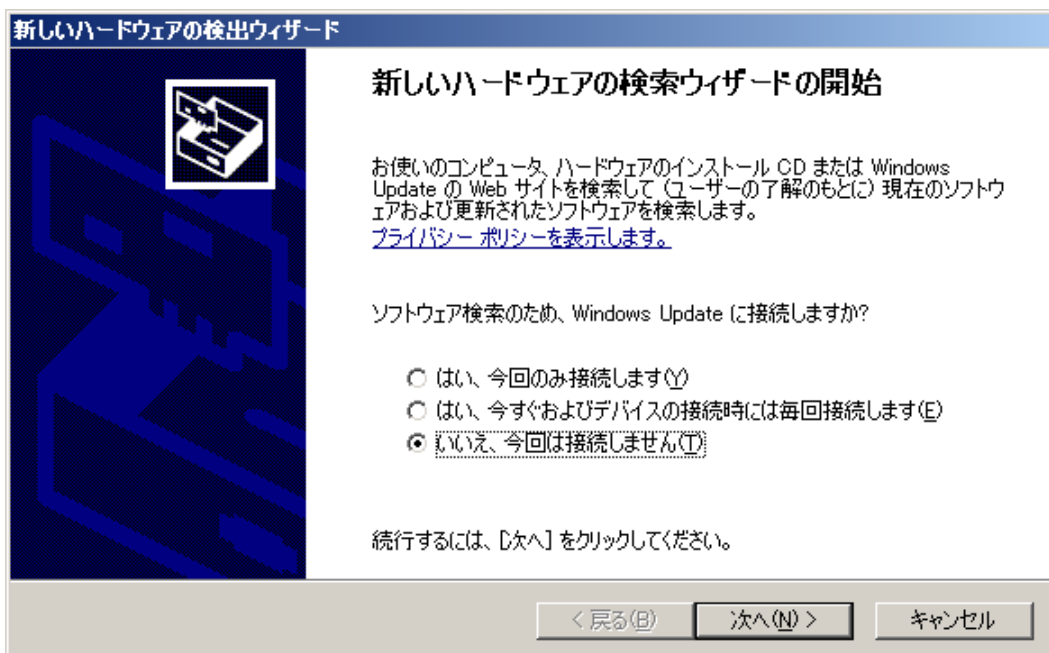 新しいハードウェアの検出ウィザード
新しいハードウェアの検索ウィザードの開始
お使いのコンピュータ、ハードウェアのインストール CD または Windows
Update の Web サイトを検索して (ユーザーの了解のもとに) 現在のソフトウ
ェアおよび更新されたソフトウェアを検索します。
プライバシー ポリシーを表示します。
ソフトウェア検索のため、Windows Update に接続しますか?
はい、今回のみ接続します(Y)
はい、今すぐおよびデバイスの接続時には毎回接続します(E)
いいえ、今回は接続しません(T)
続行するには、[次へ] をクリックしてください。
< 戻る(B)
次へ(N) >
キャンセル